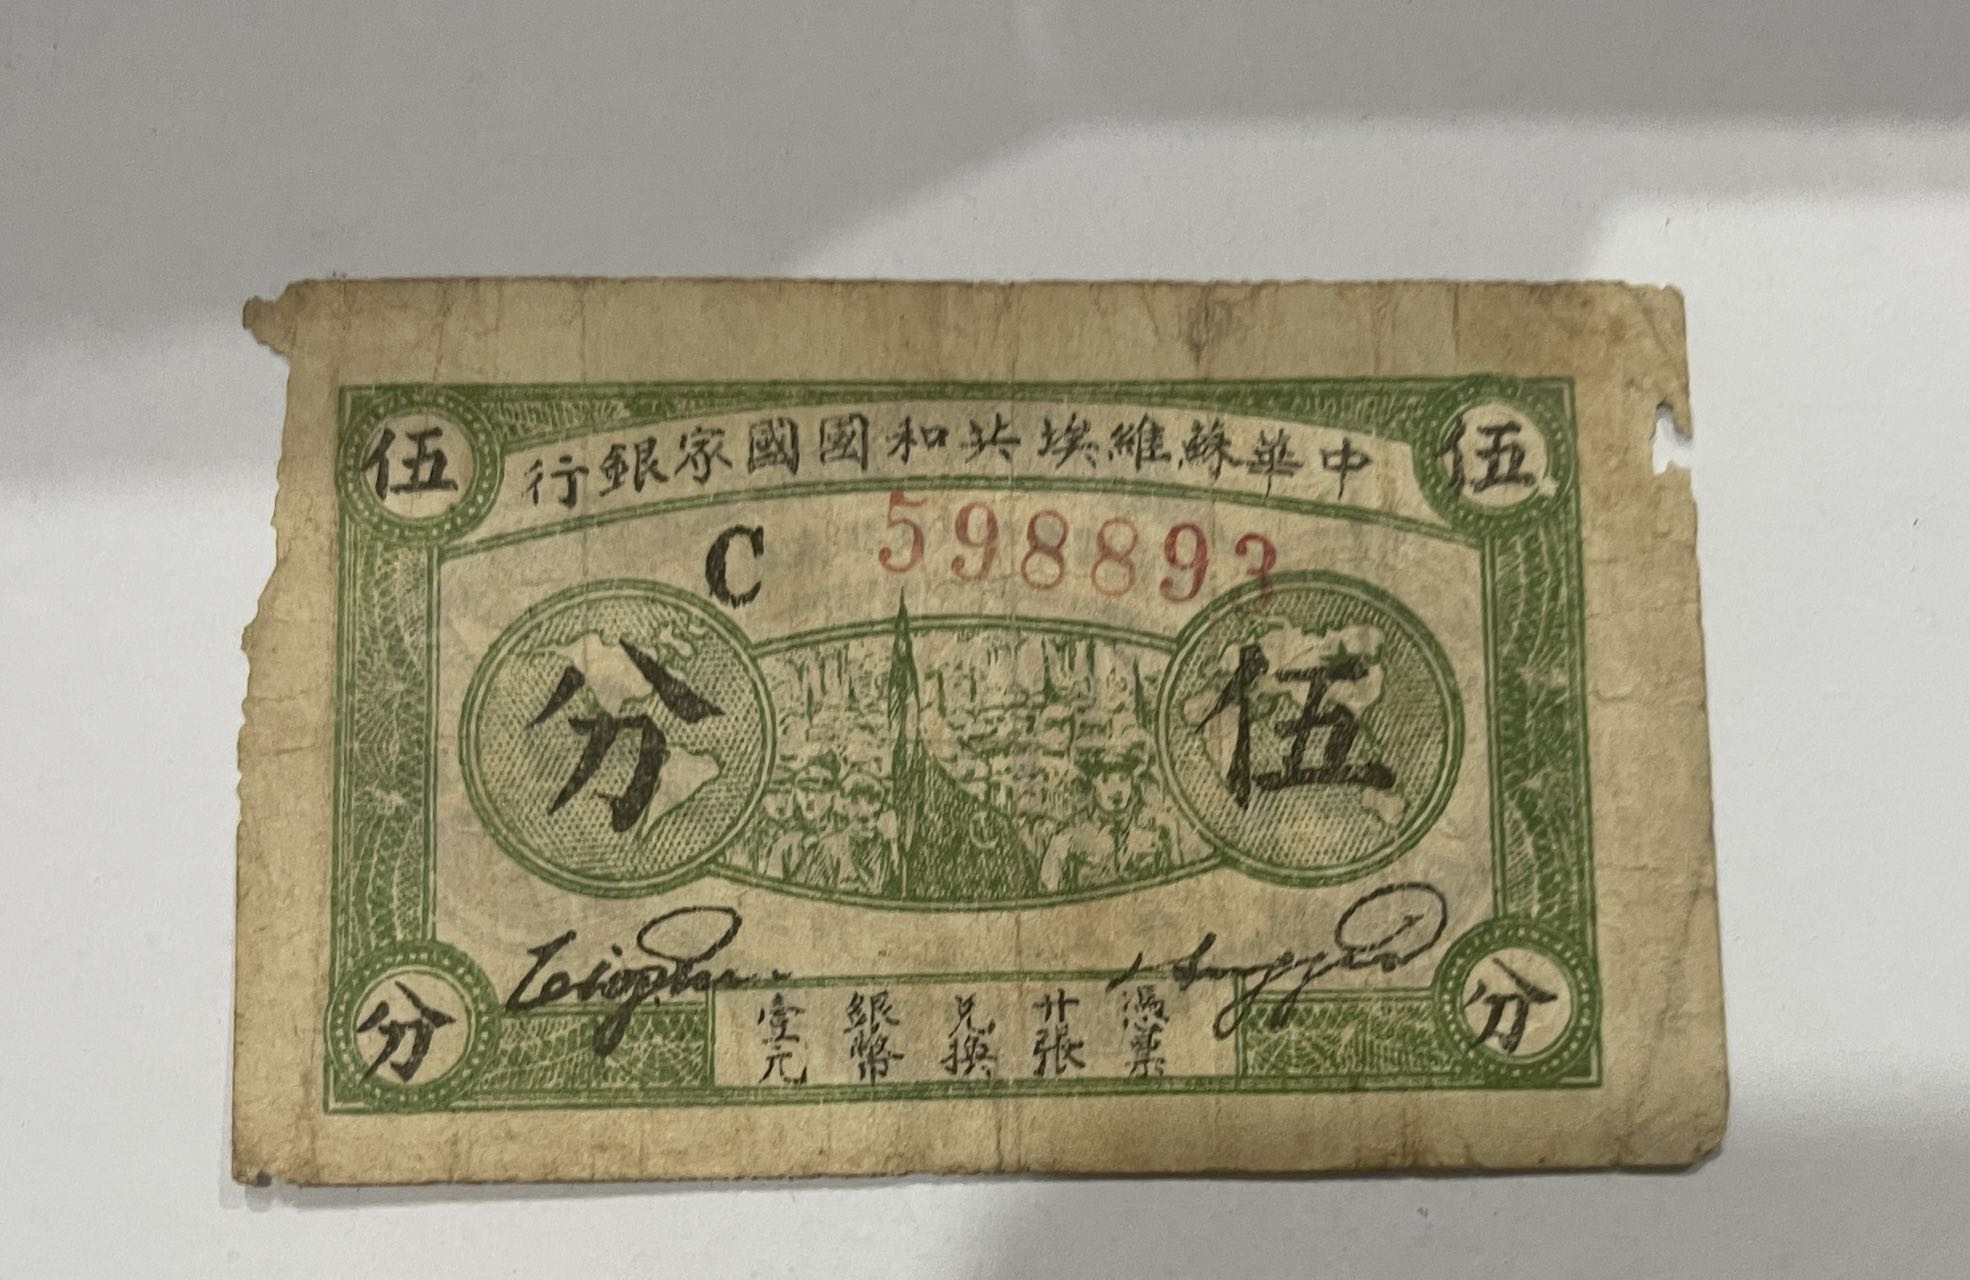 伍
伍
中華蘇維埃共和國國家銀行
C 598893
伍分
憑票廿張兌換銀幣壹元
分
分